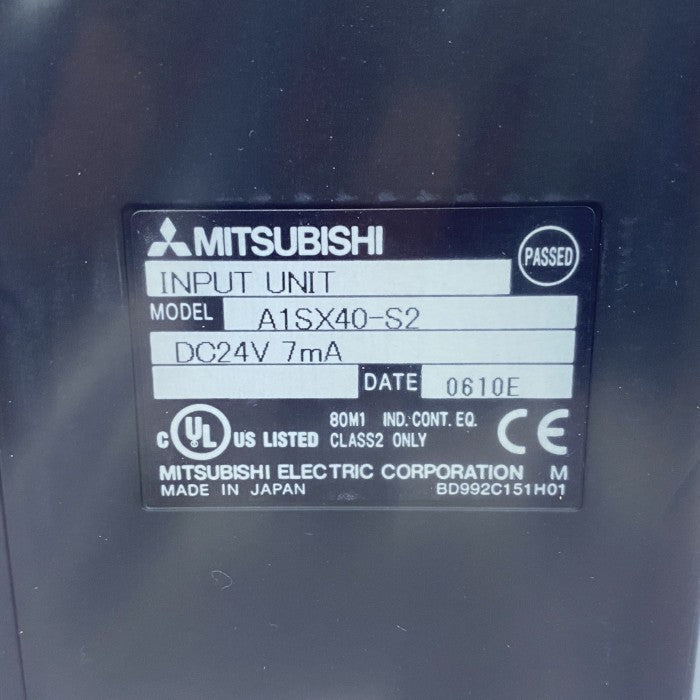 MITSUBISHI
PASSED
INPUT UNIT
MODEL A1SX40-S2
DC24V 7mA
DATE 0610E
C UL US LISTED 80M1 IND. CONT. EQ.
CLASS2 ONLY
CE
MITSUBISHI ELECTRIC CORPORATION M
MADE IN JAPAN BD992C151H01